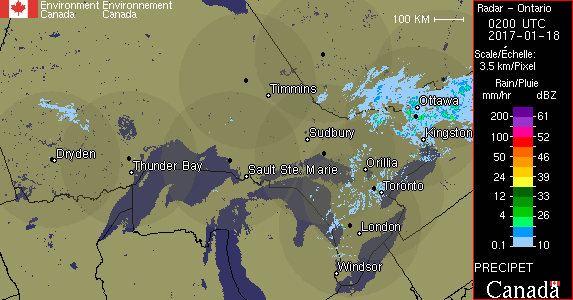 Environment Environnement
Canada Canada
100 KM
Timmins
Ottawa
Sudbury
Kingston
Dryden
Thunder Bay
Sault Ste. Marie
Orillia
Toronto
London
Windsor
Radar - Ontario
0200 UTC
2017-01-18
Scale/Échelle:
3.5 km/Pixel
Rain/Pluie
mm/hr dBZ
200 61
100 52
50 46
24 39
12 33
4 26
0.1 10
PRECIPET
Canada